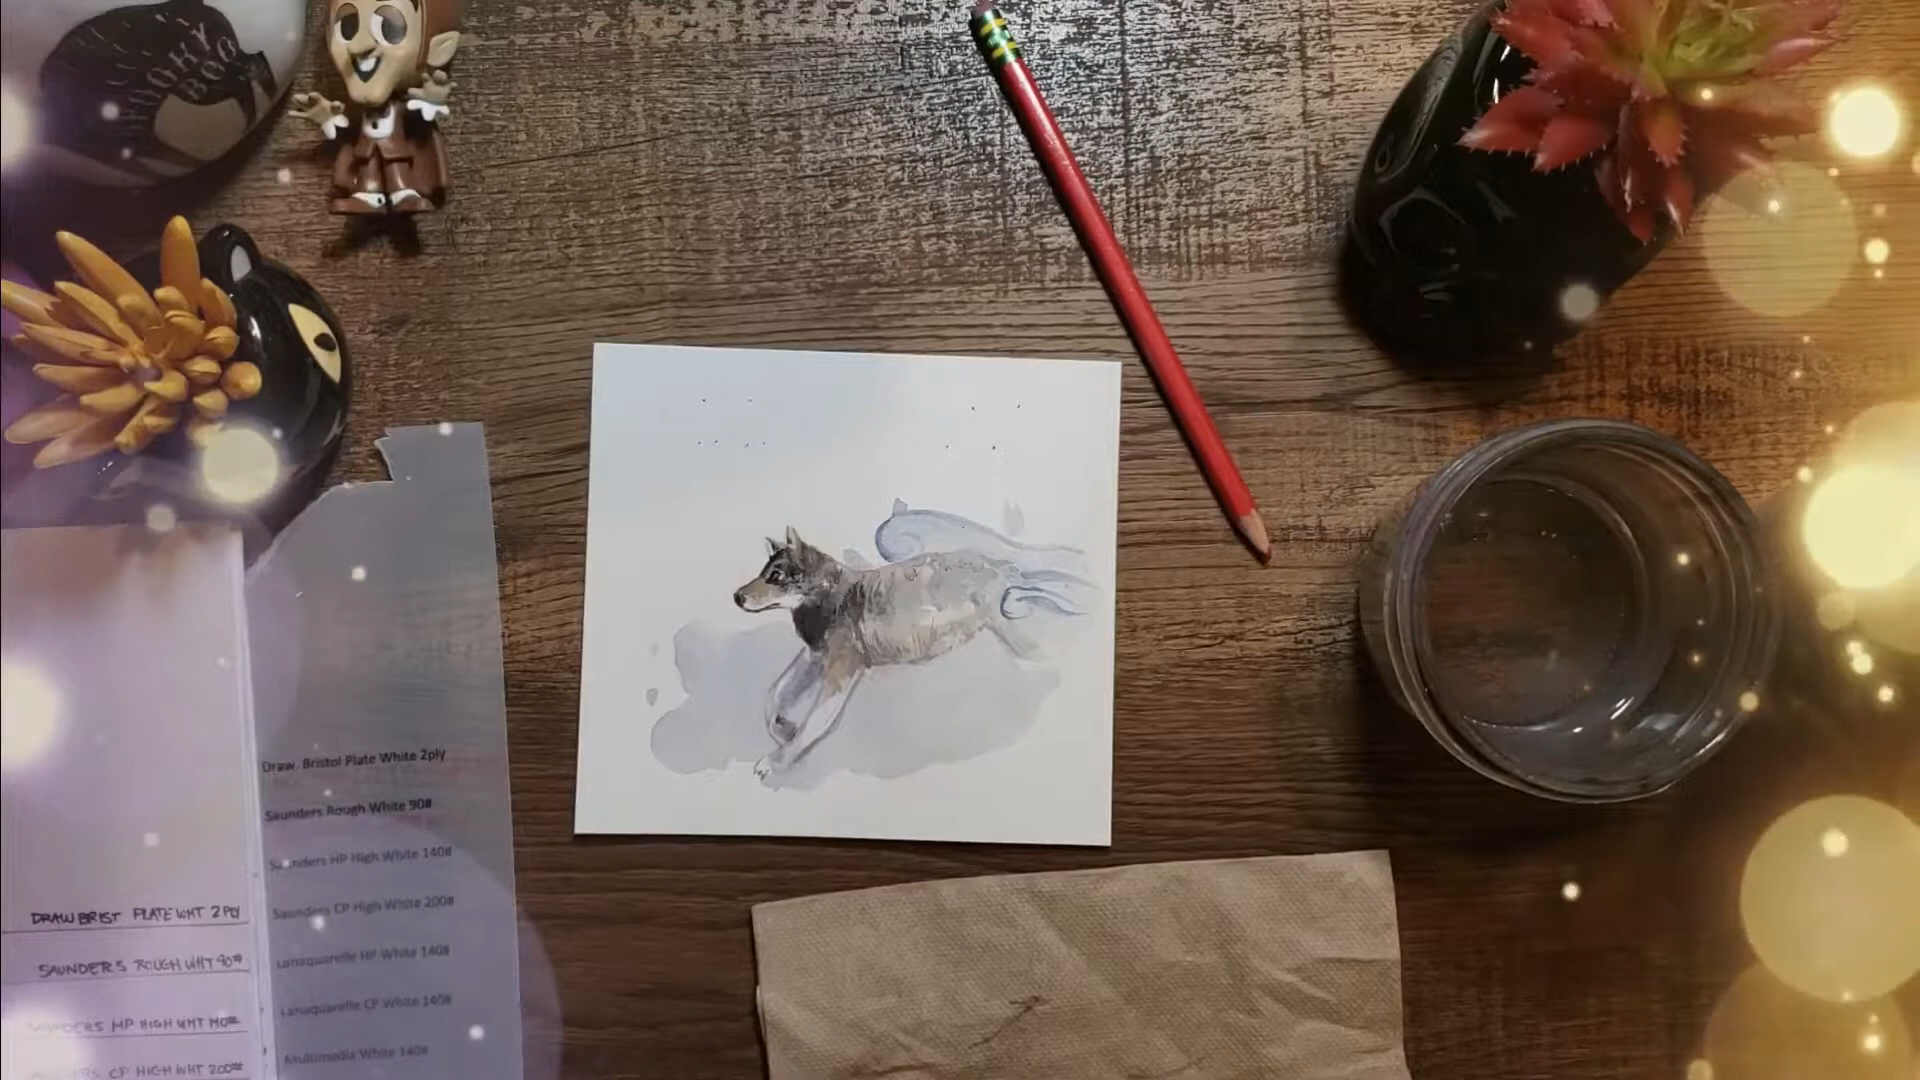 SPOOKY
BOO
Draw. Bristol Plate White 2ply
Saunders Rough White 90#
Saunders HP High White 140#
Saunders CP High White 200#
Lanaquarelle HP White 140#
Lanaquarelle CP White 140#
Multimedia White 140#
DRAW BRIST PLATE WHT 2PLY
SAUNDERS ROUGH WHT 90#
SAUNDERS HP HIGH WHT 140#
SAUNDERS CP HIGH WHT 200#